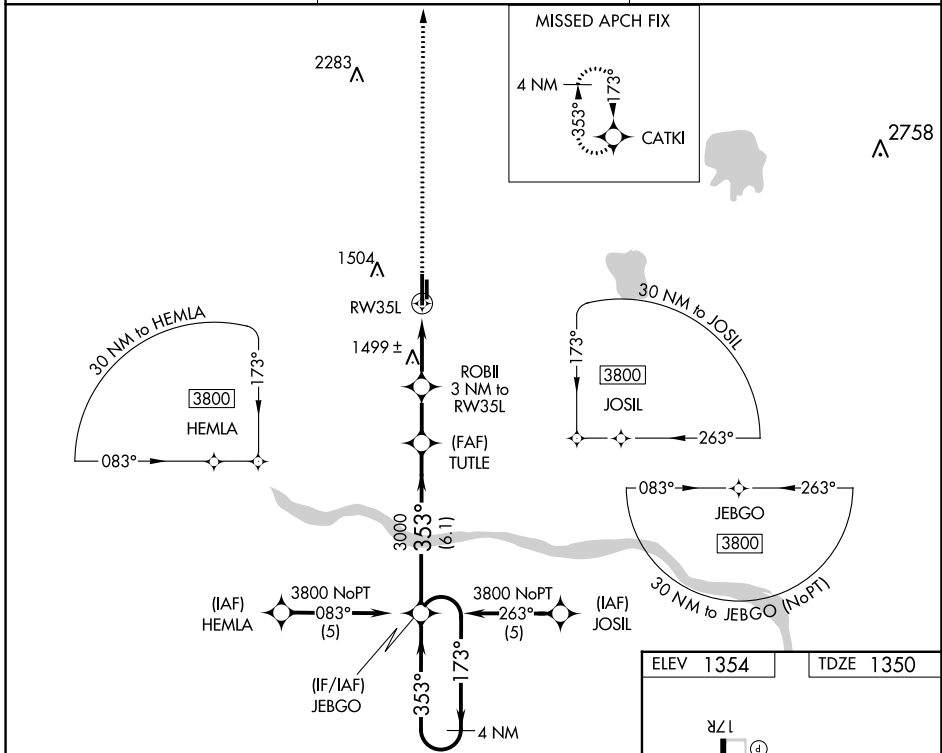 MISSED APCH FIX
4 NM
353°
173°
CATKI
2283
2758
1504
RW35L
1499 ±
ROBII
3 NM to
RW35L
(FAF)
TUTLE
30 NM to HEMLA
173°
3800
HEMLA
083°
30 NM to JOSIL
173°
3800
JOSIL
263°
083°
263°
JEBGO
3800
30 NM to JEBGO (NoPT)
3000
353°
(6.1)
(IAF)
HEMLA
3800 NoPT
083°
(5)
3800 NoPT
263°
(5)
(IAF)
JOSIL
(IF/IAF)
JEBGO
353°
173°
4 NM
ELEV 1354
TDZE 1350
17R
P